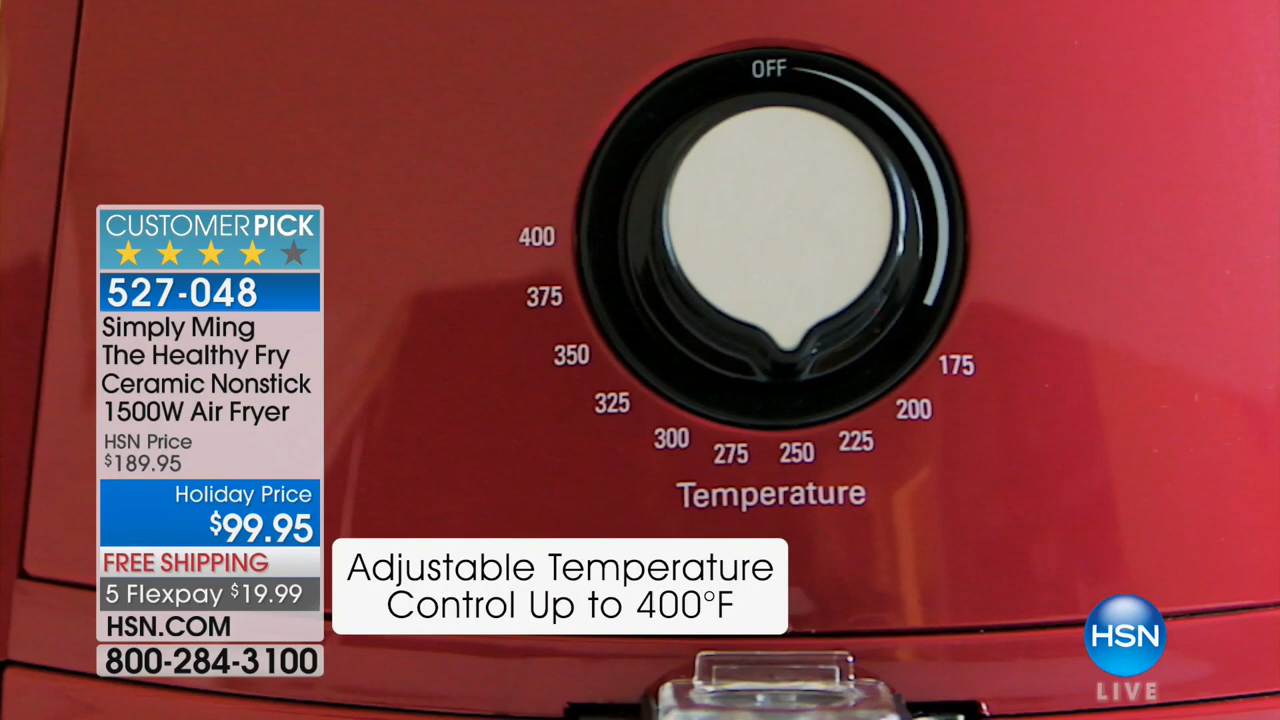 OFF
400
375
350
325
300
275
250
225
200
175
Temperature
CUSTOMER PICK
527-048
Simply Ming
The Healthy Fry
Ceramic Nonstick
1500W Air Fryer
HSN Price
$189.95
Holiday Price
$99.95
FREE SHIPPING
5 Flexpay $19.99
HSN.COM
800-284-3100
Adjustable Temperature
Control Up to 400°F
HSN
LIVE